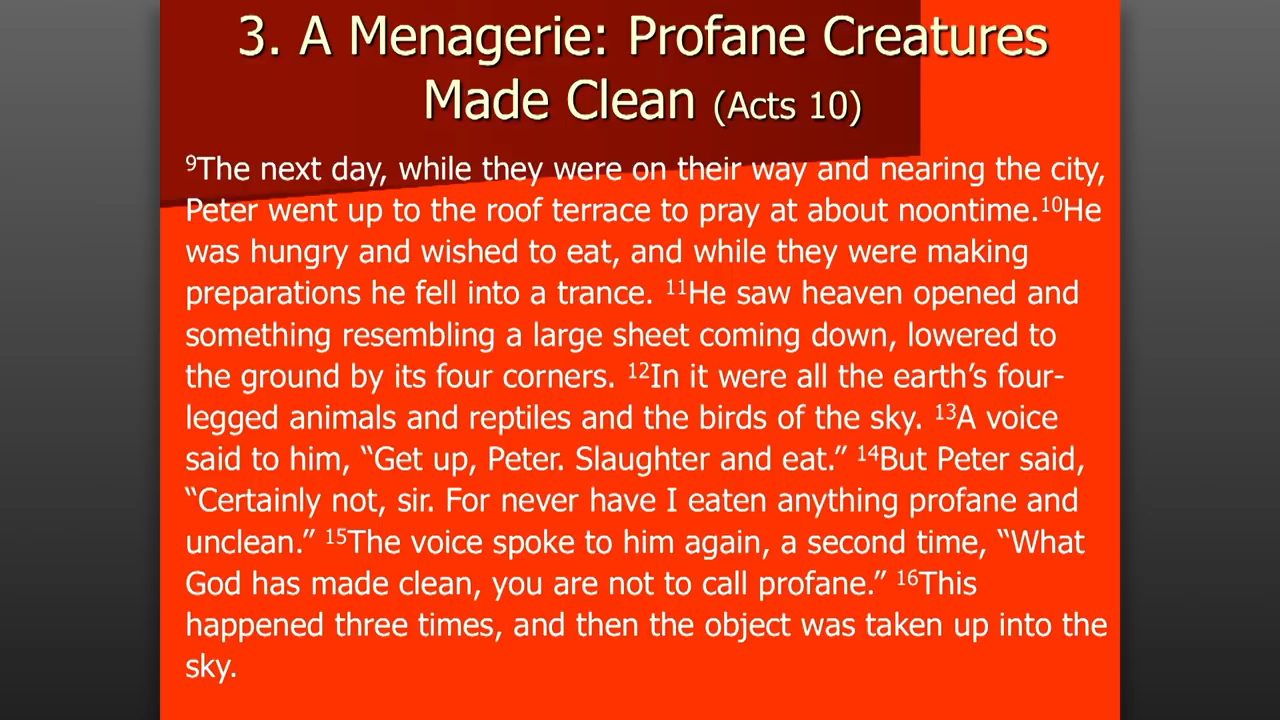 3. A Menagerie: Profane Creatures
Made Clean (Acts 10)
⁹The next day, while they were on their way and nearing the city,
Peter went up to the roof terrace to pray at about noontime.¹⁰He
was hungry and wished to eat, and while they were making
preparations he fell into a trance. ¹¹He saw heaven opened and
something resembling a large sheet coming down, lowered to
the ground by its four corners. ¹²In it were all the earth’s four-
legged animals and reptiles and the birds of the sky. ¹³A voice
said to him, “Get up, Peter. Slaughter and eat.” ¹⁴But Peter said,
“Certainly not, sir. For never have I eaten anything profane and
unclean.” ¹⁵The voice spoke to him again, a second time, “What
God has made clean, you are not to call profane.” ¹⁶This
happened three times, and then the object was taken up into the
sky.